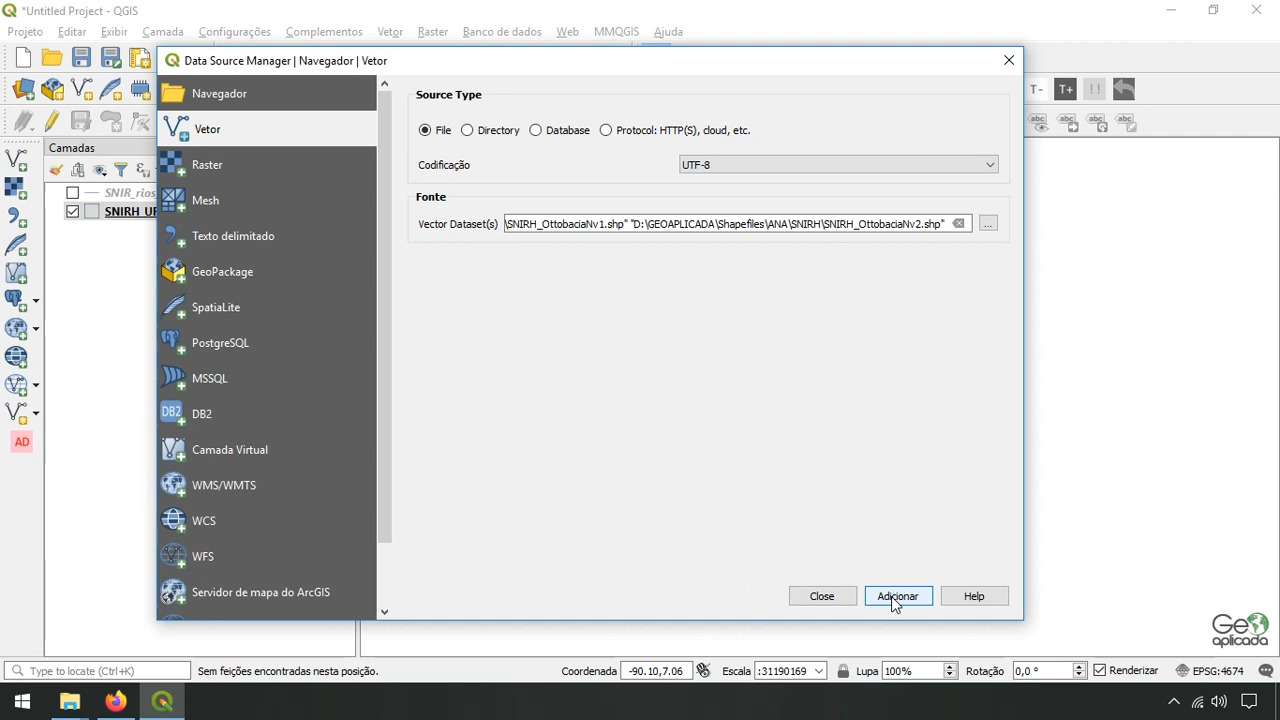 *Untitled Project - QGIS
Projeto Editar Exibir Camada Configurações Complementos Vetor Raster Banco de dados Web MMQGIS Ajuda
Data Source Manager | Navegador | Vetor
T- T+
abc abc abc abc
Camadas
SNIR_rios
SNIRH_UF
Navegador
Vetor
Raster
Mesh
Texto delimitado
GeoPackage
SpatiaLite
PostgreSQL
MSSQL
DB2 DB2
Camada Virtual
WMS/WMTS
WCS
WFS
Servidor de mapa do ArcGIS
AD
Source Type
File Directory Database Protocol: HTTP(S), cloud, etc.
Codificação UTF-8
Fonte
Vector Dataset(s) \SNIRH_OttobaciaNv1.shp" "D:\GEOAPLICADA\Shapefiles\ANA\SNIRH\SNIRH_OttobaciaNv2.shp" ...
Close Adicionar Help
Geo
aplicada
Type to locate (Ctrl+K) Sem feições encontradas nesta posição. Coordenada -90.10,7.06 Escala :31190169 Lupa 100% Rotação 0,0 ° Renderizar EPSG:4674